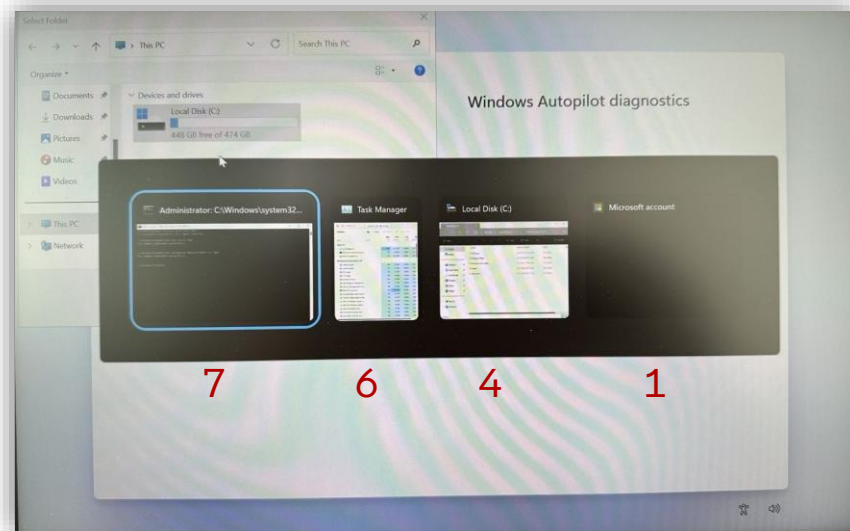 Select Folder
This PC
Search This PC
Organize
Documents
Downloads
Pictures
Music
Videos
This PC
Network
Devices and drives
Local Disk (C:)
448 GB free of 474 GB
Windows Autopilot diagnostics
Administrator: C:\Windows\system32...
Task Manager
Local Disk (C:)
Microsoft account
7 6 4 1